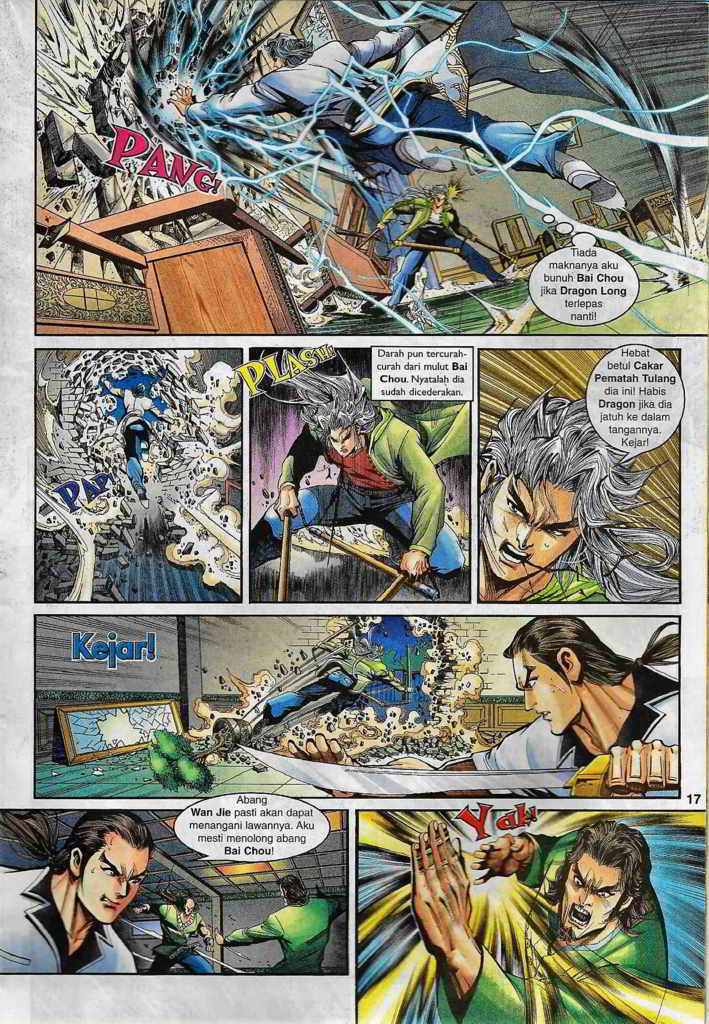 PANG!
Tiada
maknanya aku
bunuh Bai Chou
jika Dragon Long
terlepas
nanti!
PAP
PLASH!
Darah pun tercurah-
curah dari mulut Bai
Chou. Nyatalah dia
sudah dicederakan.
Hebat
betul Cakar
Pematah Tulang
dia ini! Habis
Dragon jika dia
jatuh ke dalam
tangannya.
Kejar!
Kejar!
17
Abang
Wan Jie pasti akan dapat
menangani lawannya. Aku
mesti menolong abang
Bai Chou!
Yah!